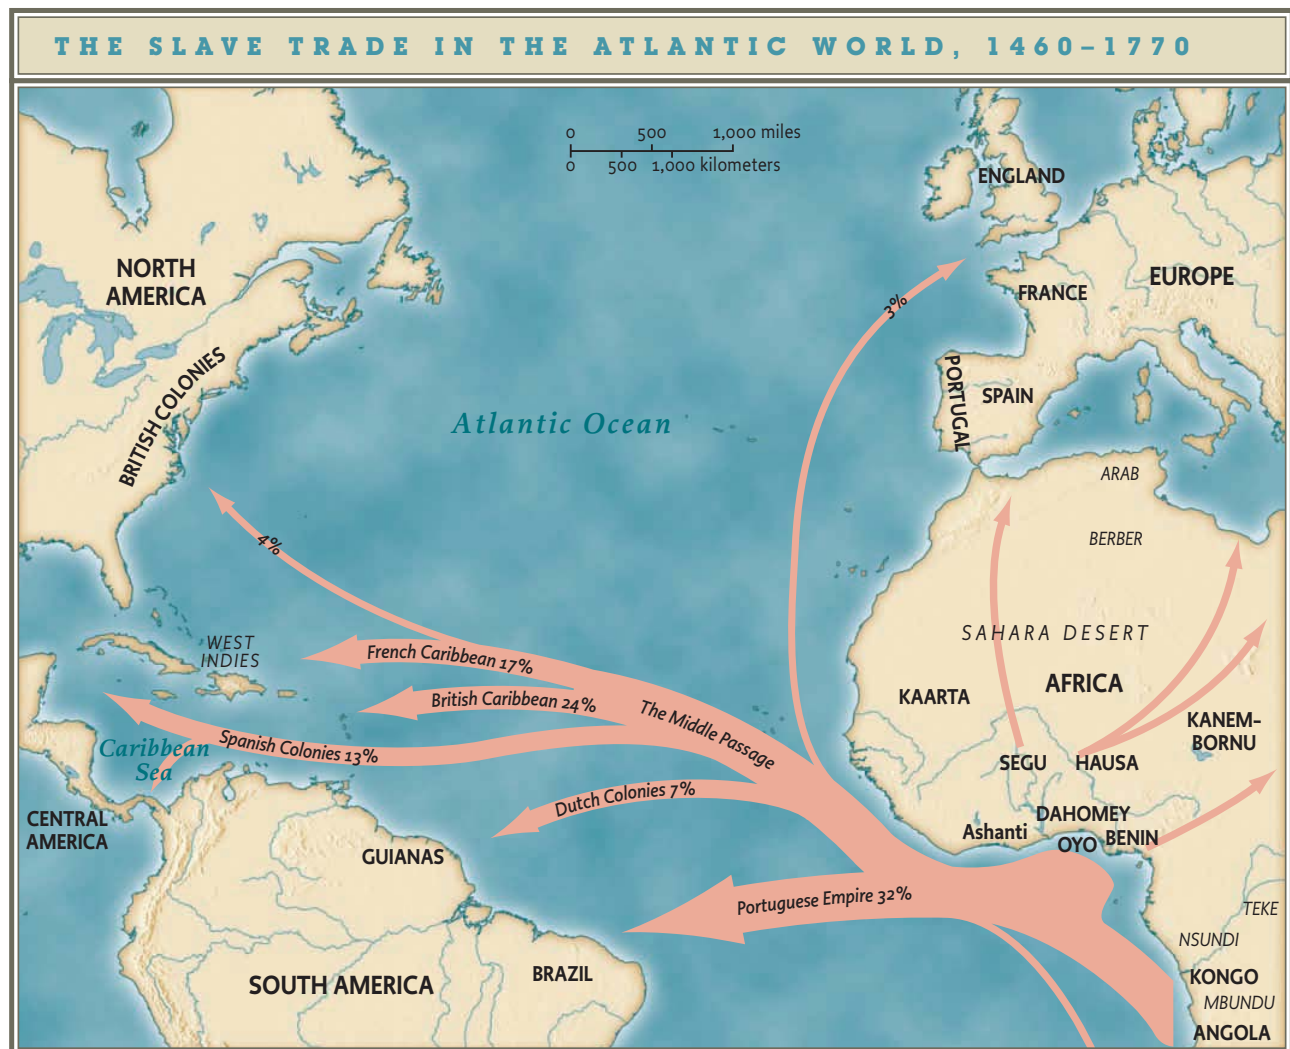 THE SLAVE TRADE IN THE ATLANTIC WORLD, 1460–1770
0 500 1,000 miles
0 500 1,000 kilometers
ENGLAND
NORTH
AMERICA
EUROPE
FRANCE
3%
BRITISH COLONIES
PORTUGAL
SPAIN
Atlantic Ocean
ARAB
BERBER
4%
SAHARA DESERT
WEST
INDIES
French Caribbean 17%
AFRICA
KAARTA
British Caribbean 24%
The Middle Passage
KANEM–
BORNU
Spanish Colonies 13%
Caribbean
Sea
SEGU
HAUSA
Dutch Colonies 7%
CENTRAL
AMERICA
DAHOMEY
Ashanti
OYO
BENIN
GUIANAS
Portuguese Empire 32%
TEKE
NSUNDI
BRAZIL
SOUTH AMERICA
KONGO
MBUNDU
ANGOLA